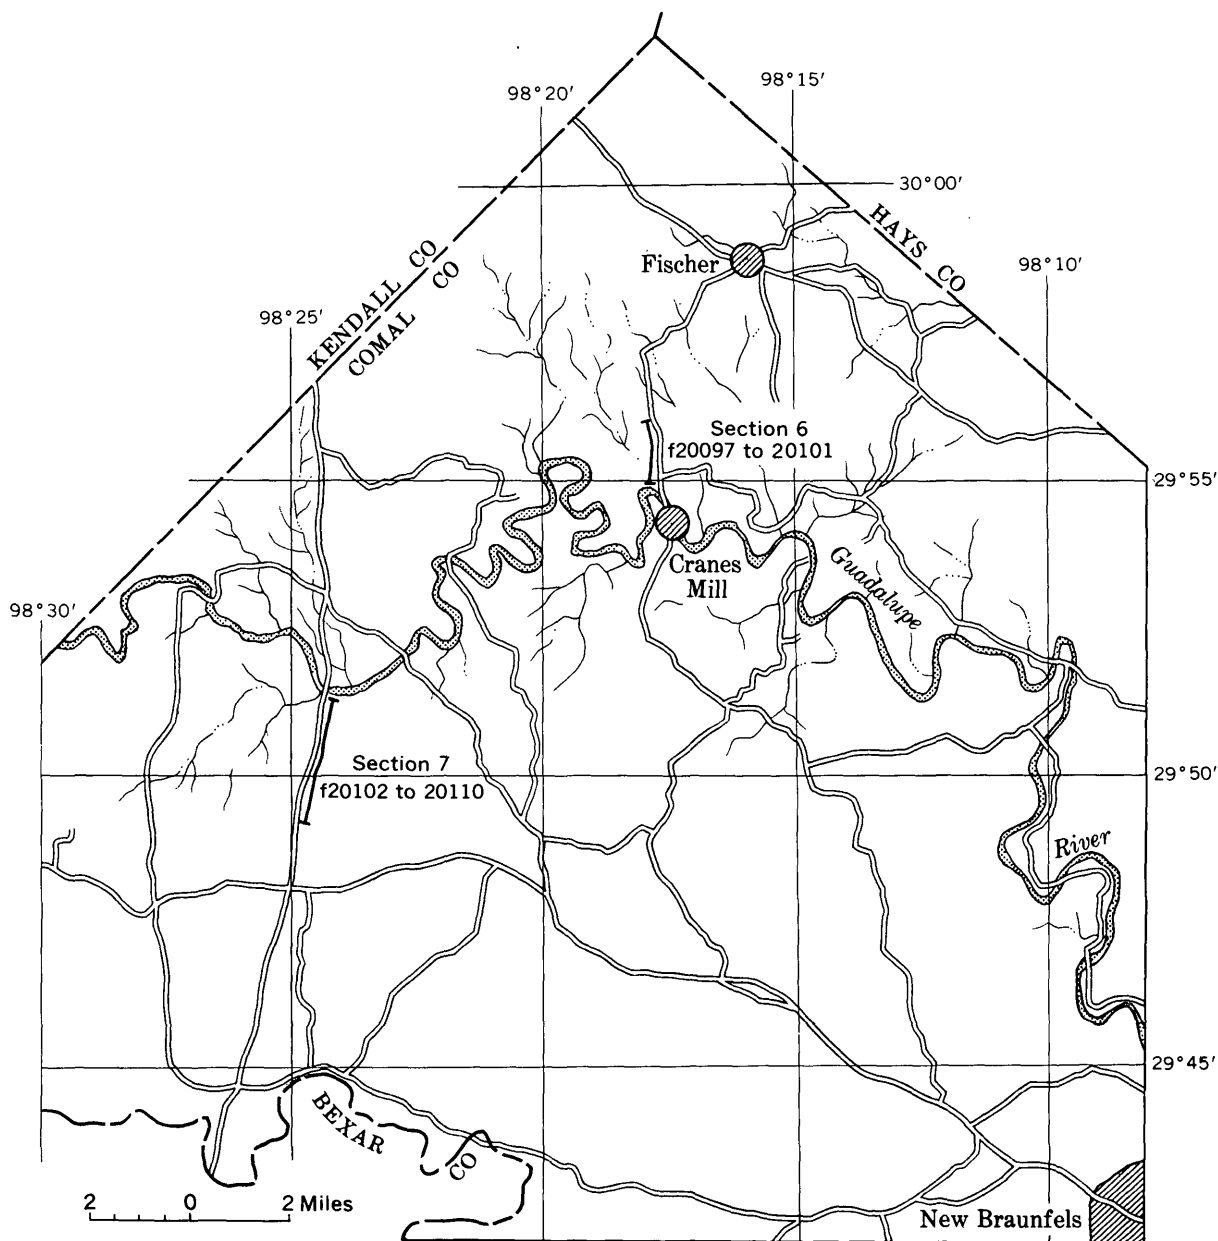 98°15′
98°20′
30°00′
HAYS CO
Fischer
98°10′
KENDALL CO
COMAL CO
98°25′
Section 6
f20097 to 20101
29°55′
Cranes
Mill
Guadalupe
98°30′
Section 7
f20102 to 20110
29°50′
River
29°45′
BEXAR CO
2 0 2 Miles
New Braunfels